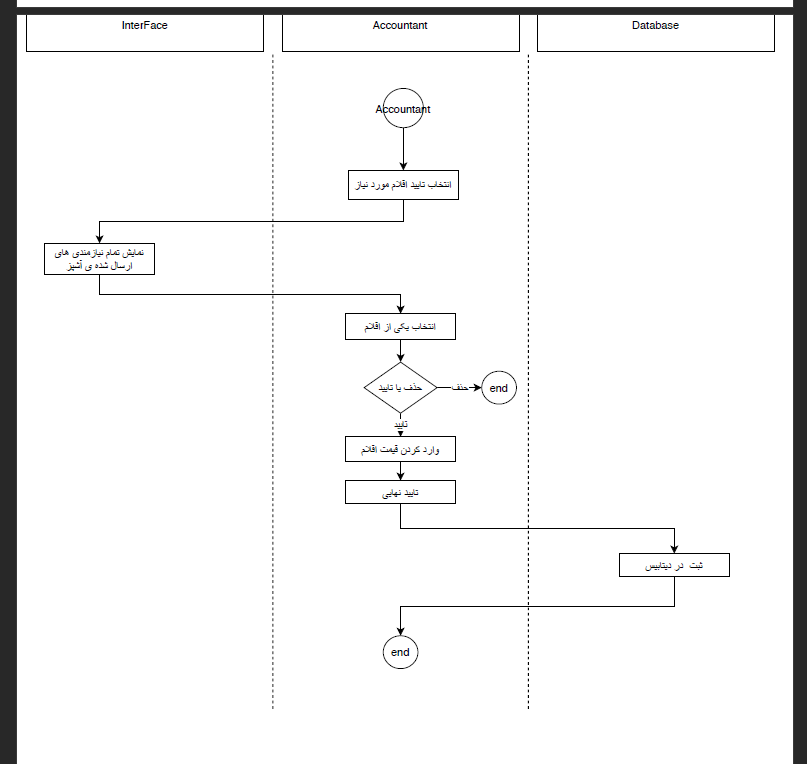 InterFace
Accountant
Database
Accountant
انتخاب تایید اقلام مورد نیاز
نمایش تمام نیازمندی های
ارسال شده ی آشپز
انتخاب یکی از اقلام
حذف یا تایید
حذف
end
تایید
وارد کردن قیمت اقلام
تایید نهایی
ثبت در دیتابیس
end